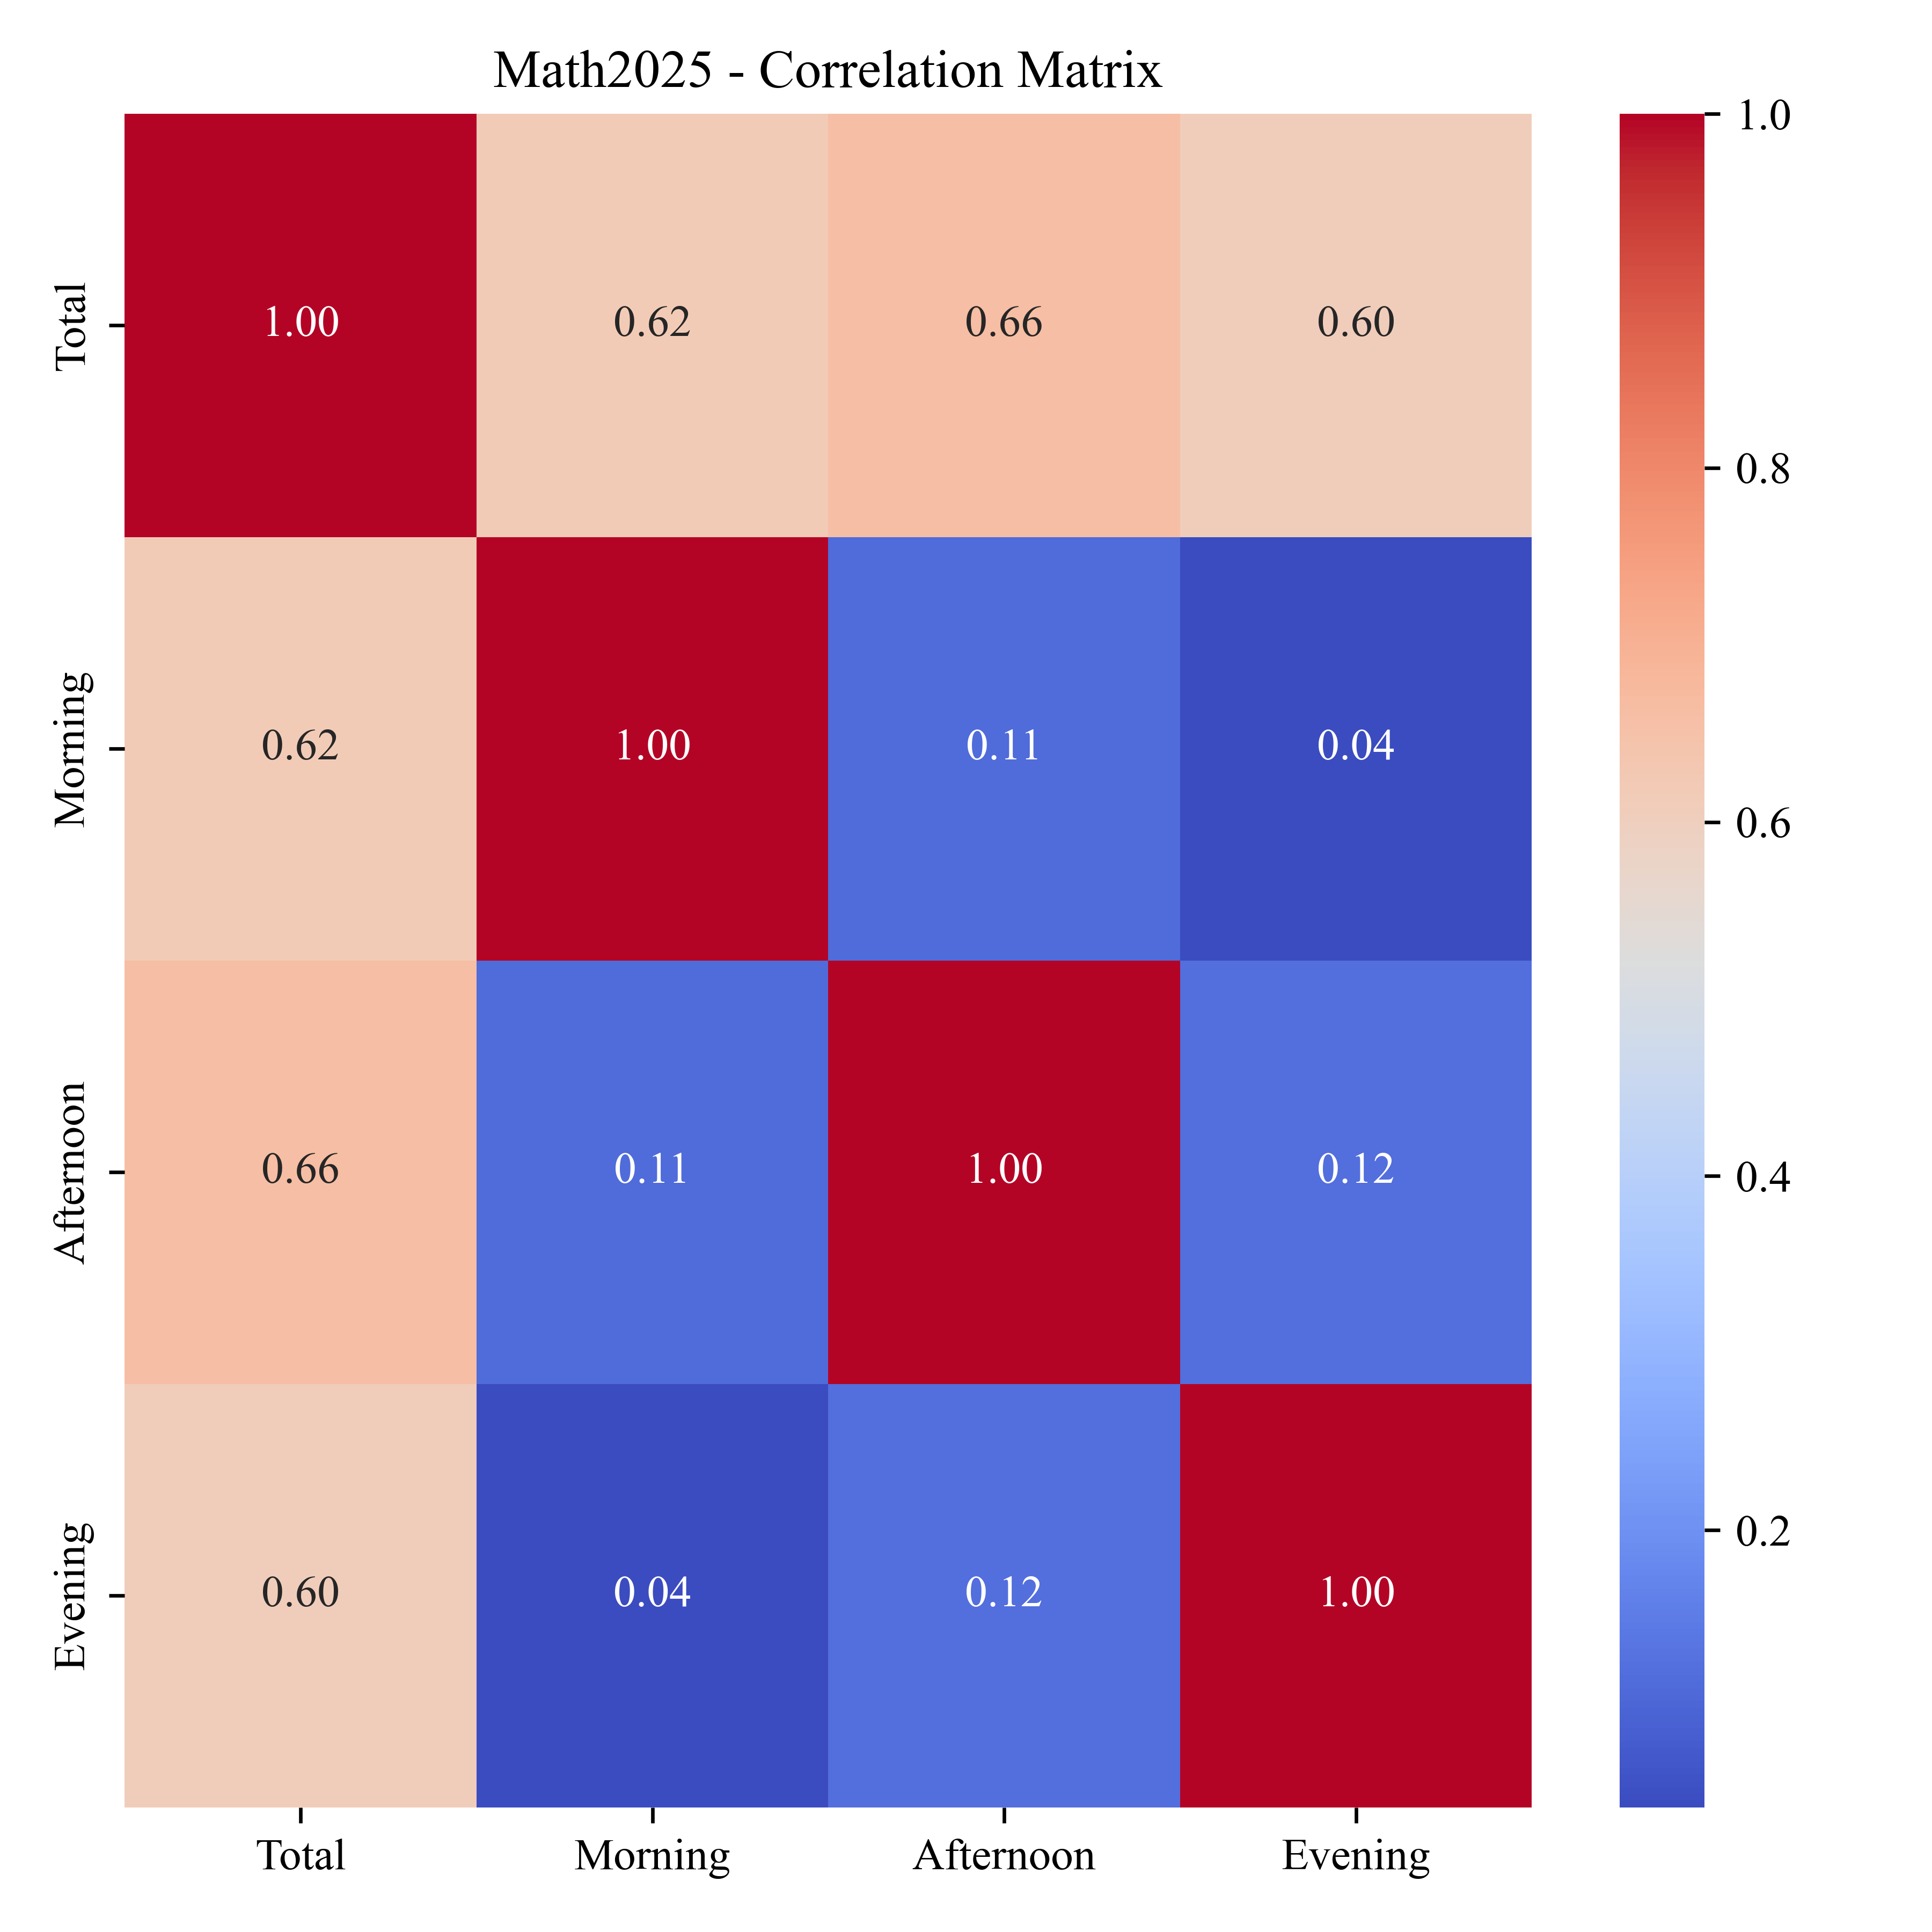 Math2025 - Correlation Matrix
1.0
Total 1.00 0.62 0.66 0.60
0.8
Morning 0.62 1.00 0.11 0.04
0.6
Afternoon 0.66 0.11 1.00 0.12
0.4
0.2
Evening 0.60 0.04 0.12 1.00
Total Morning Afternoon Evening